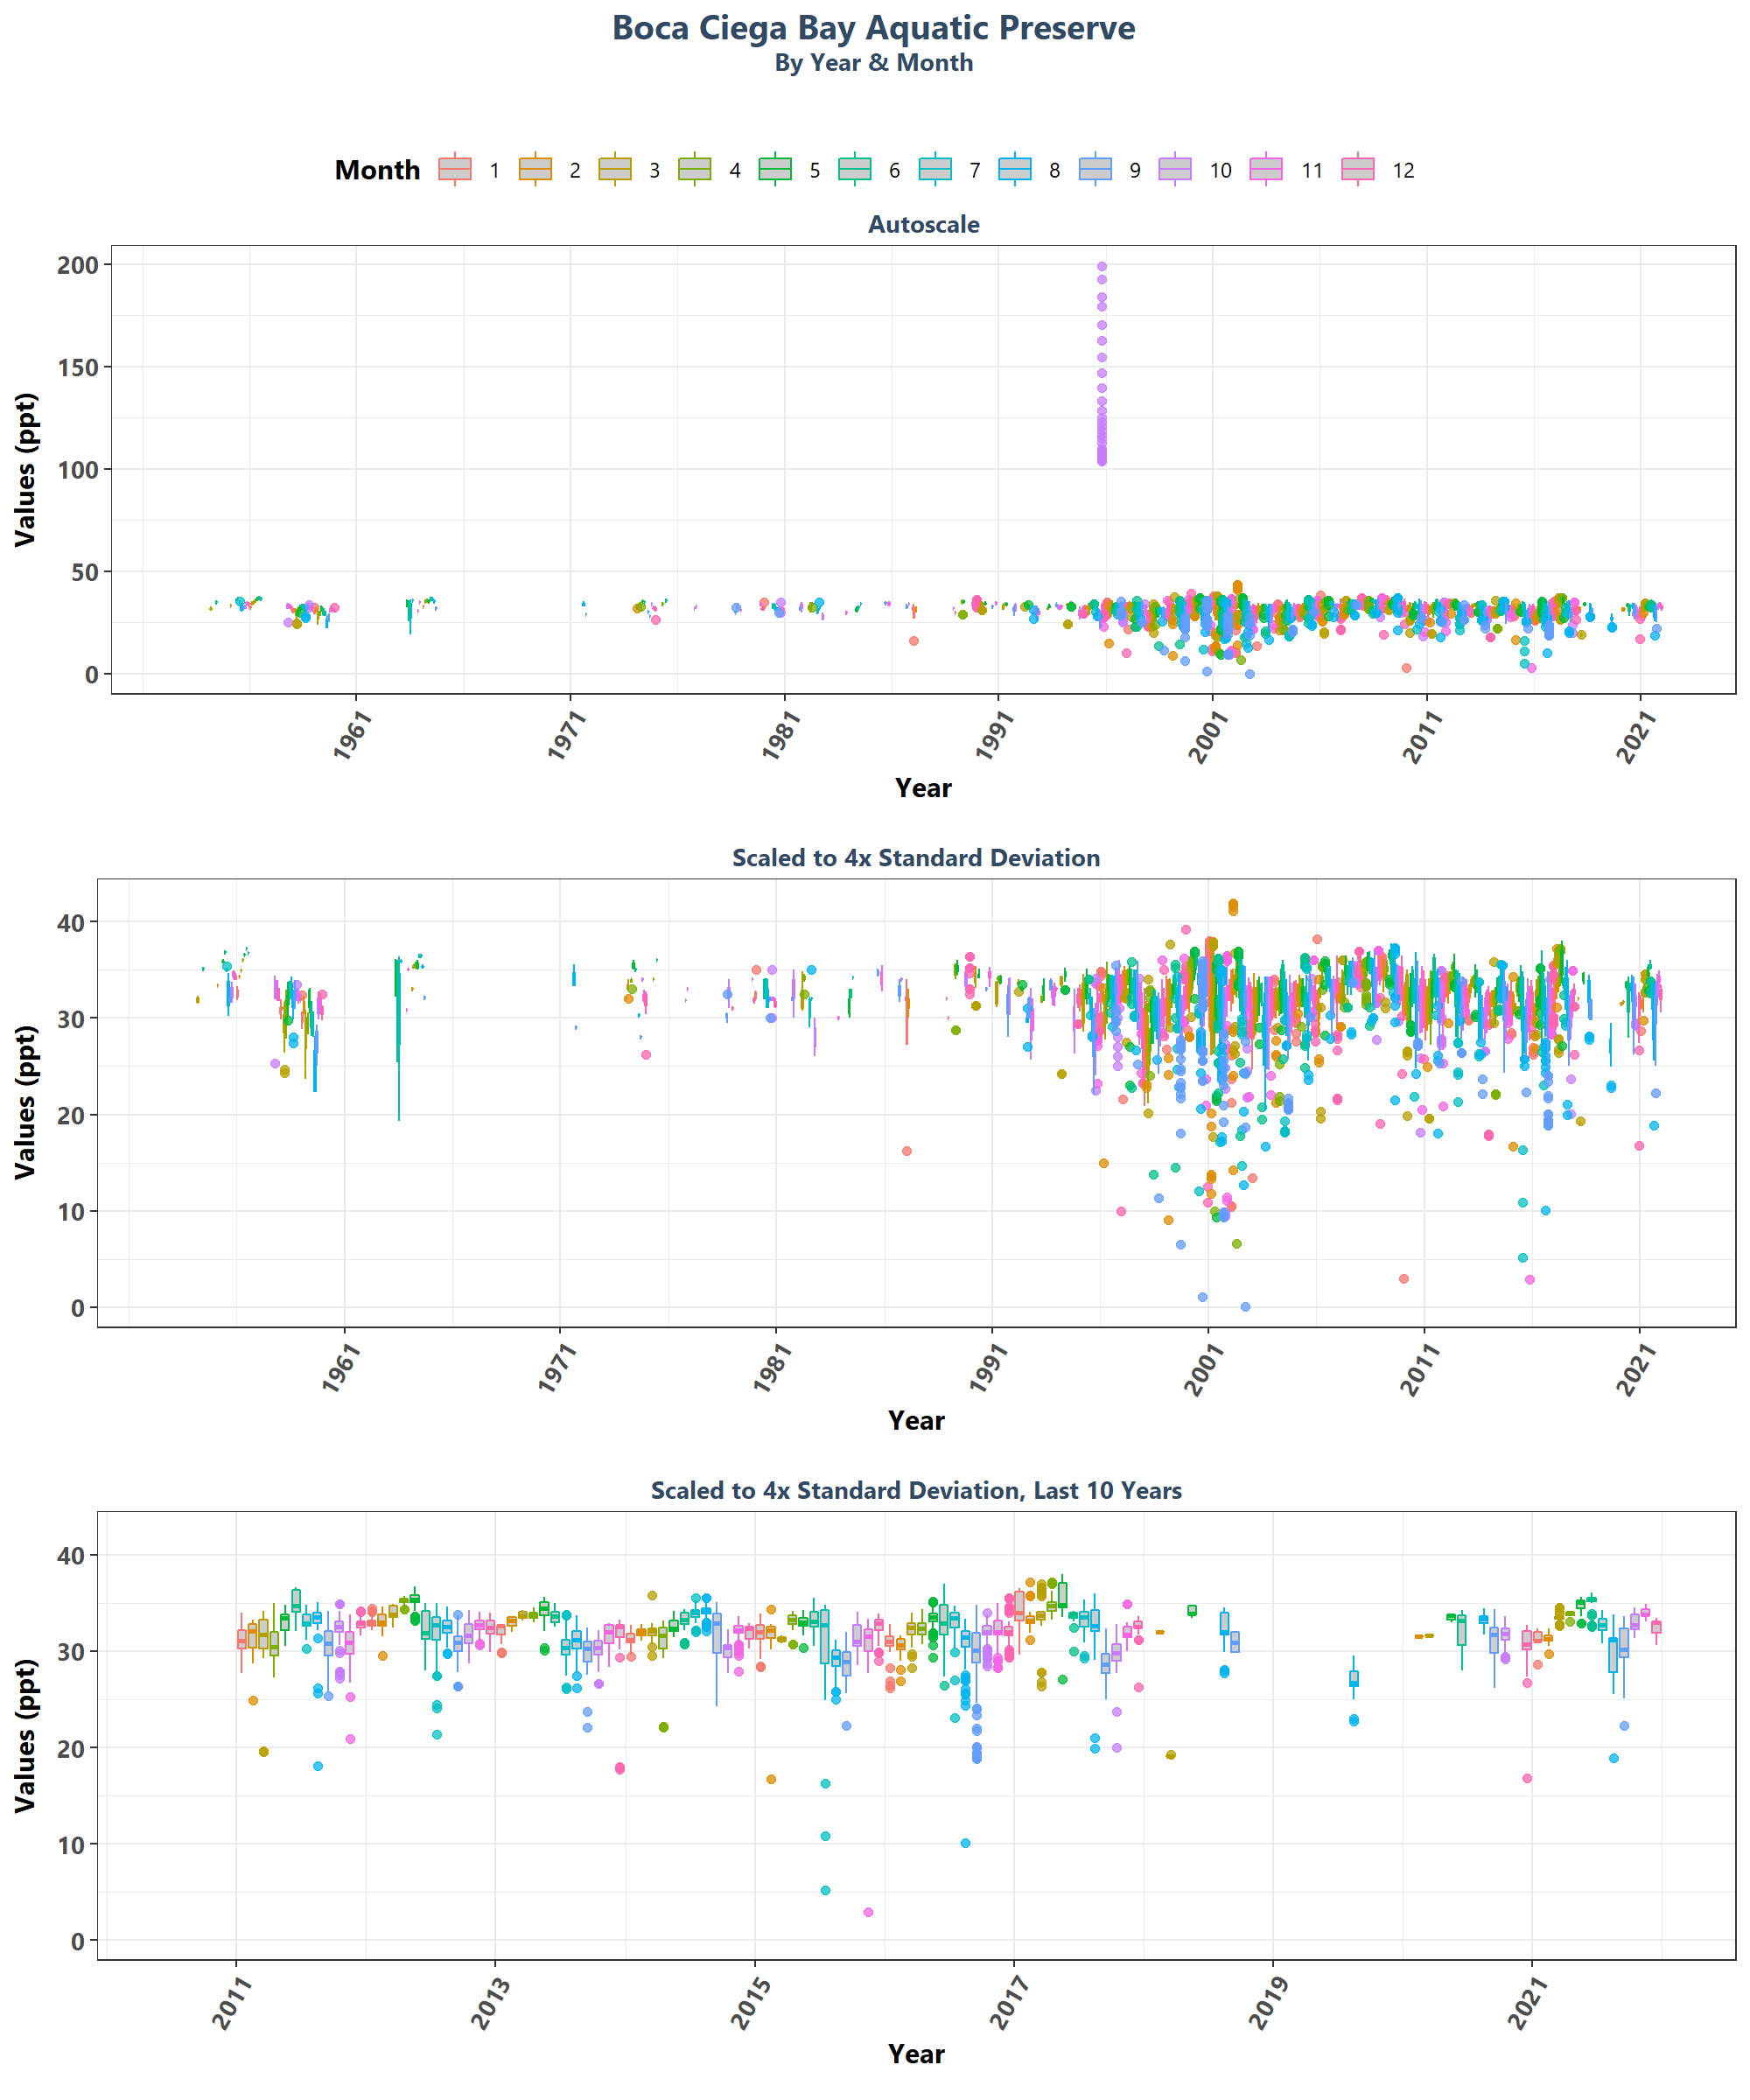 Boca Ciega Bay Aquatic Preserve
By Year & Month
Month 1 2 3 4 5 6 7 8 9 10 11 12
Autoscale
Values (ppt)
200
150
100
50
0
1961 1971 1981 1991 2001 2011 2021
Year
Scaled to 4x Standard Deviation
Values (ppt)
40
30
20
10
0
1961 1971 1981 1991 2001 2011 2021
Year
Scaled to 4x Standard Deviation, Last 10 Years
Values (ppt)
40
30
20
10
0
2011 2013 2015 2017 2019 2021
Year